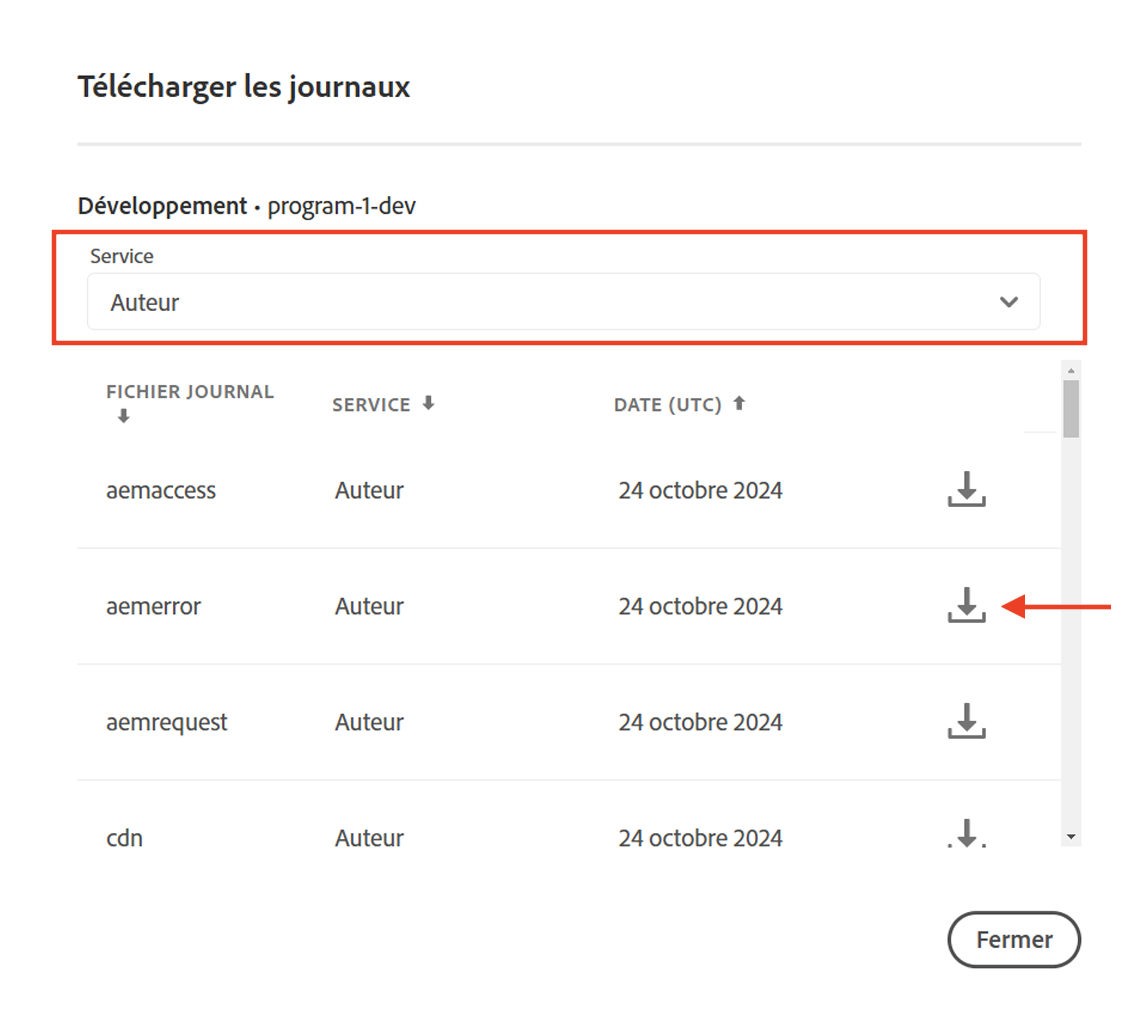 Télécharger les journaux
Développement • program-1-dev
Service
Auteur
FICHIER JOURNAL SERVICE DATE (UTC)
aemaccess Auteur 24 octobre 2024
aemerror Auteur 24 octobre 2024
aemrequest Auteur 24 octobre 2024
cdn Auteur 24 octobre 2024
Fermer